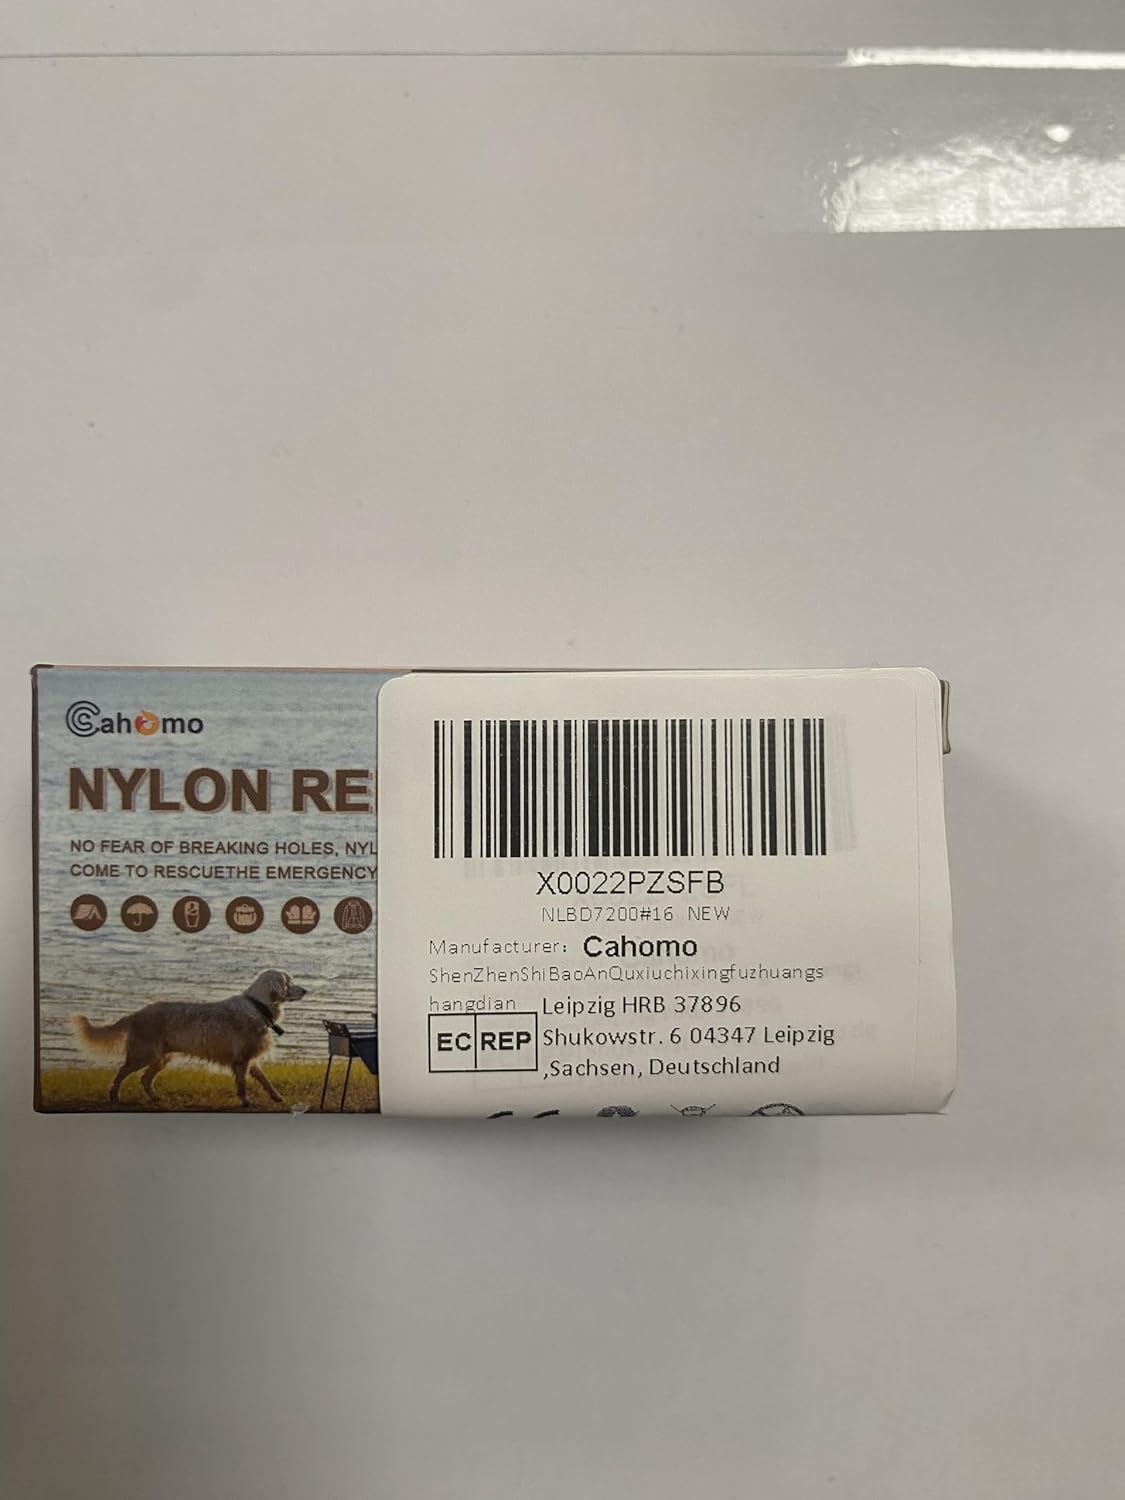 Cahomo
NYLON RE
NO FEAR OF BREAKING HOLES, NYL
COME TO RESCUETHE EMERGENCY
X0022PZSFB
NLBD7200#16 NEW
Manufacturer: Cahomo
ShenZhenShiBaoAnQuxiuchixingfuzhuangs
hangdian Leipzig HRB 37896
EC REP Shukowstr. 6 04347 Leipzig
,Sachsen, Deutschland